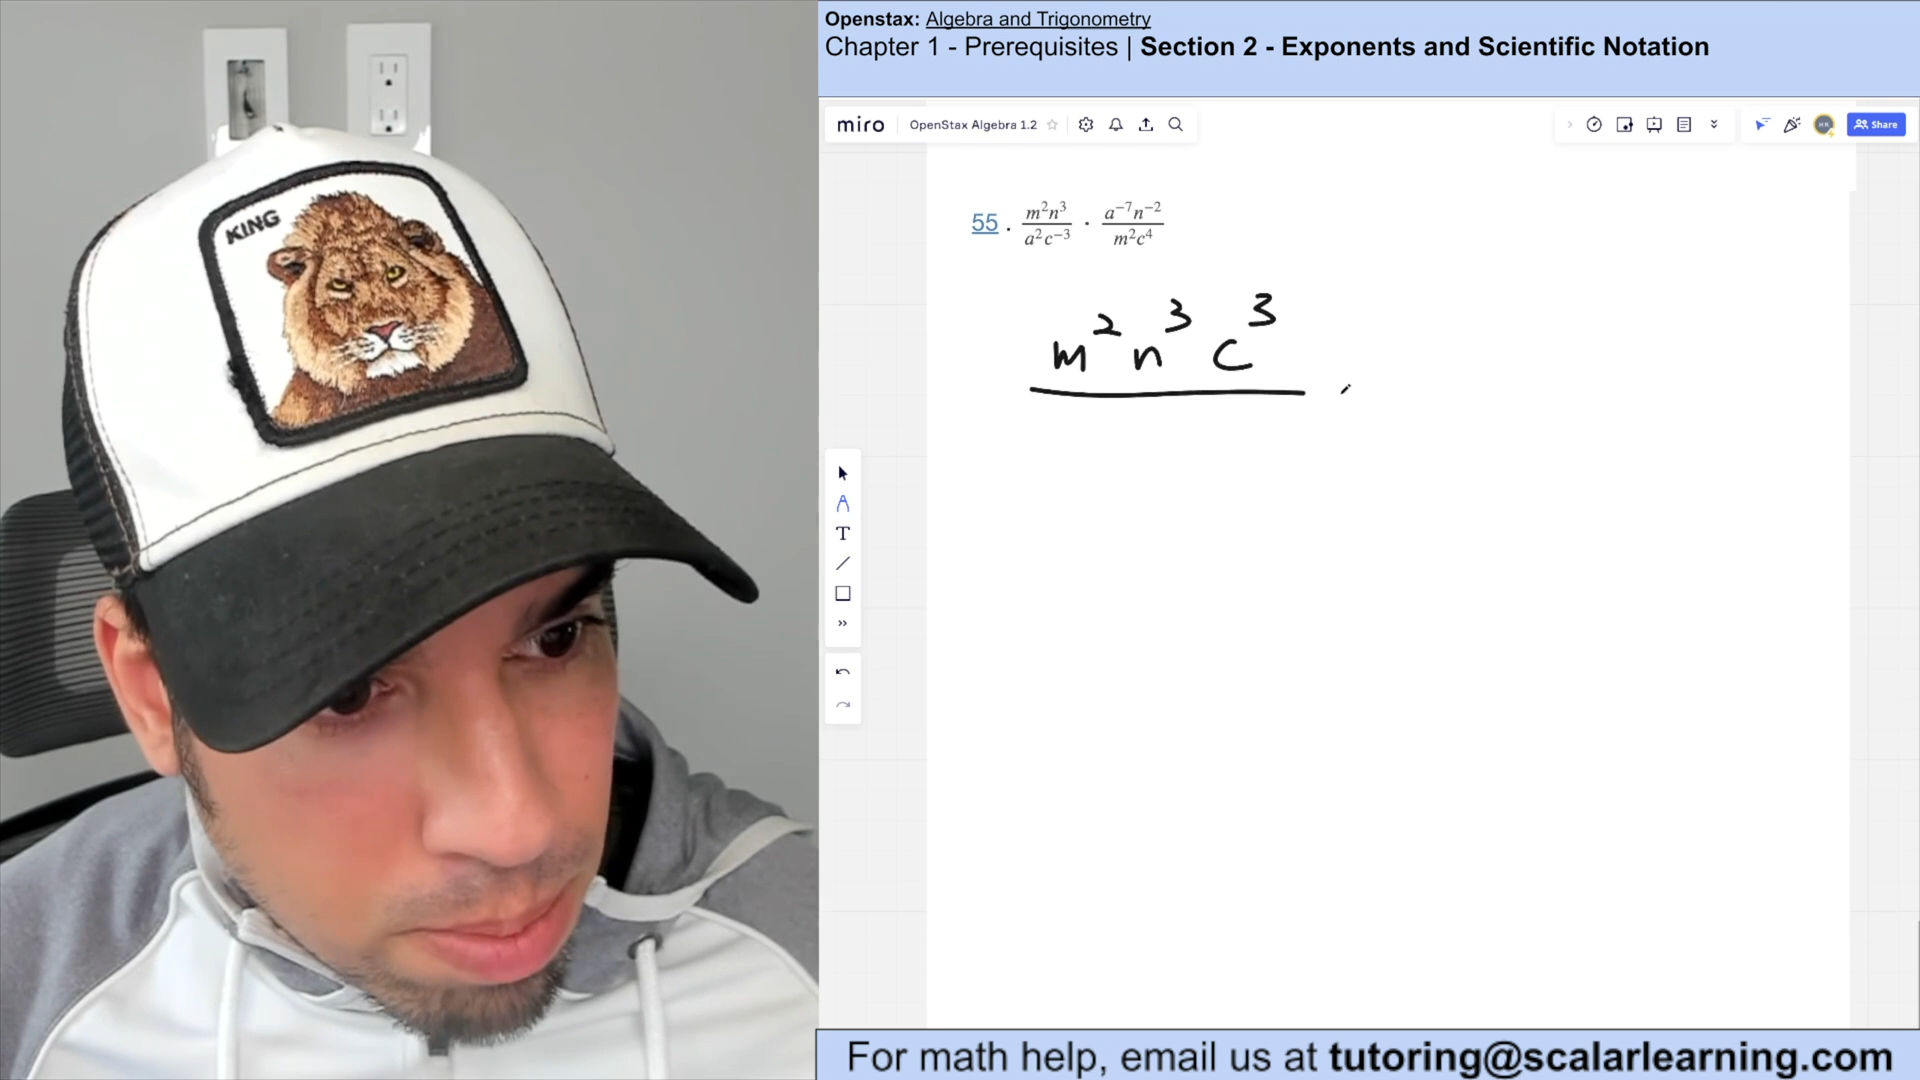 KING
Openstax: Algebra and Trigonometry
Chapter 1 - Prerequisites | Section 2 - Exponents and Scientific Notation
miro OpenStax Algebra 1.2 Share
55. m²n³/a²c⁻³ · a⁻⁷n⁻²/m²c⁴
m² n³ c³
T
For math help, email us at tutoring@scalarlearning.com